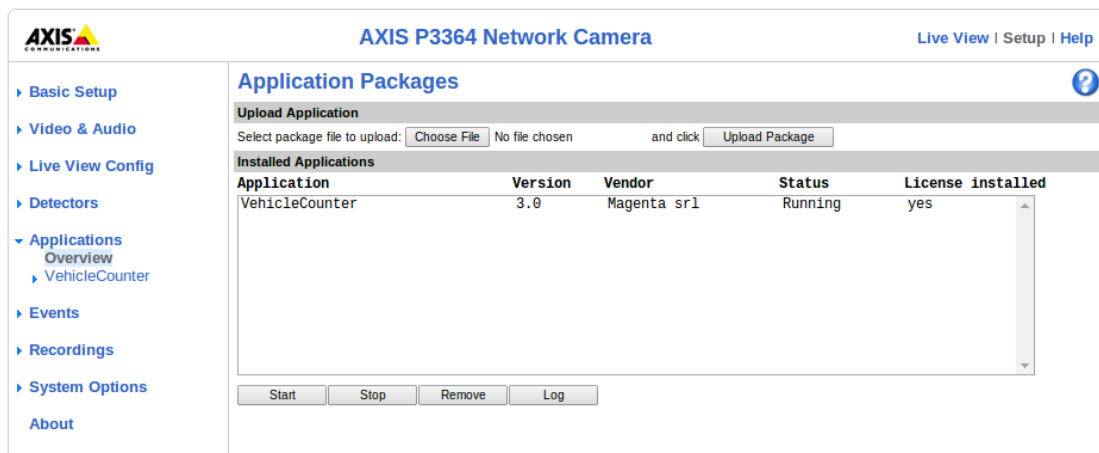 AXIS
COMMUNICATIONS
AXIS P3364 Network Camera
Live View | Setup | Help
Basic Setup
Video & Audio
Live View Config
Detectors
Applications
Overview
VehicleCounter
Events
Recordings
System Options
About
Application Packages
?
Upload Application
Select package file to upload: Choose File No file chosen and click Upload Package
Installed Applications
Application Version Vendor Status License installed
VehicleCounter 3.0 Magenta srl Running yes
Start Stop Remove Log